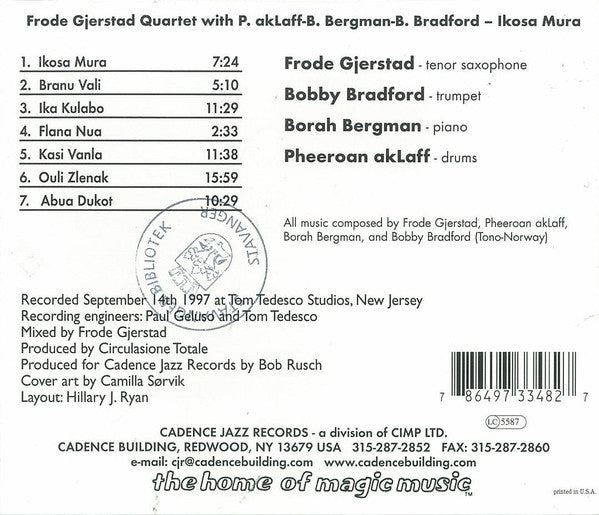 Frode Gjerstad Quartet with P. akLaff-B. Bergman-B. Bradford – Ikosa Mura
1. Ikosa Mura 7:24
2. Branu Vali 5:10
3. Ika Kulabo 11:29
4. Flana Nua 2:33
5. Kasi Vanla 11:38
6. Ouli Zlenak 15:59
7. Abua Dukot 10:29
Frode Gjerstad - tenor saxophone
Bobby Bradford - trumpet
Borah Bergman - piano
Pheeroan akLaff - drums
All music composed by Frode Gjerstad, Pheeroan akLaff,
Borah Bergman, and Bobby Bradford (Tono-Norway)
STAVANGER BIBLIOTEK
STAVANGER
Recorded September 14th 1997 at Tom Tedesco Studios, New Jersey
Recording engineers: Paul Geluso and Tom Tedesco
Mixed by Frode Gjerstad
Produced by Circulasione Totale
Produced for Cadence Jazz Records by Bob Rusch
Cover art by Camilla Sørvik
Layout: Hillary J. Ryan
7 86497 33482 7
LC 5587
CADENCE JAZZ RECORDS - a division of CIMP LTD.
CADENCE BUILDING, REDWOOD, NY 13679 USA 315-287-2852 FAX: 315-287-2860
e-mail: cjr@cadencebuilding.com www.cadencebuilding.com
the home of magic music™
printed in U.S.A.